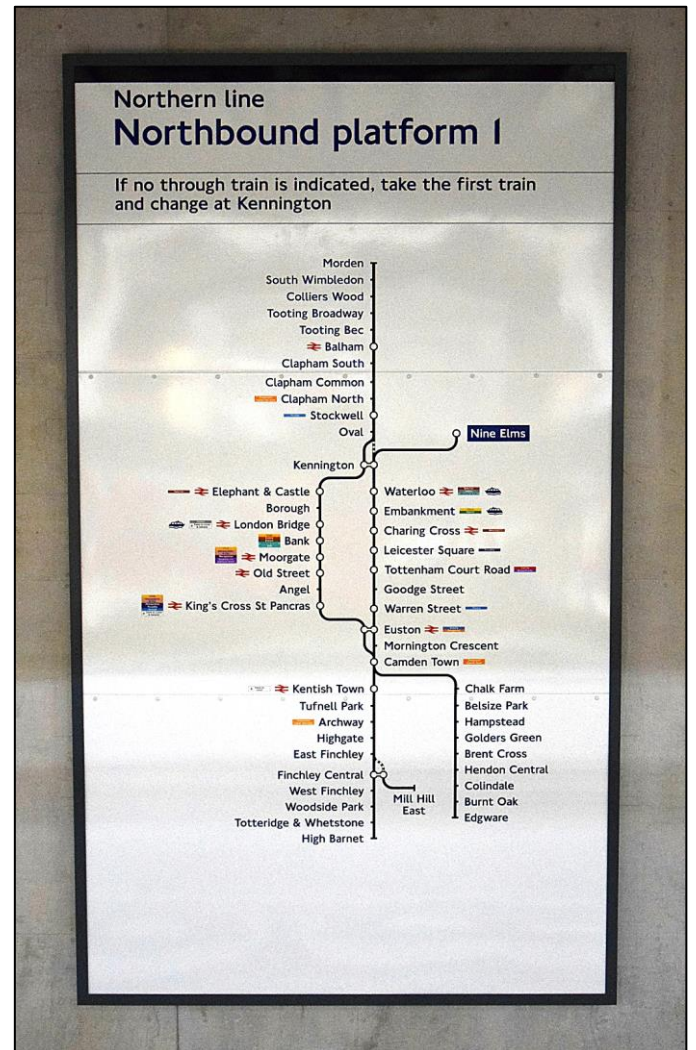 Northern line
Northbound platform 1
If no through train is indicated, take the first train
and change at Kennington
Morden
South Wimbledon
Colliers Wood
Tooting Broadway
Tooting Bec
Balham
Clapham South
Clapham Common
Clapham North
Stockwell
Oval
Nine Elms
Kennington
Elephant & Castle
Borough
London Bridge
Bank
Moorgate
Old Street
Angel
King's Cross St Pancras
Waterloo
Embankment
Charing Cross
Leicester Square
Tottenham Court Road
Goodge Street
Warren Street
Euston
Mornington Crescent
Camden Town
Kentish Town
Tufnell Park
Archway
Highgate
East Finchley
Finchley Central
West Finchley
Woodside Park
Totteridge & Whetstone
High Barnet
Mill Hill
East
Chalk Farm
Belsize Park
Hampstead
Golders Green
Brent Cross
Hendon Central
Colindale
Burnt Oak
Edgware